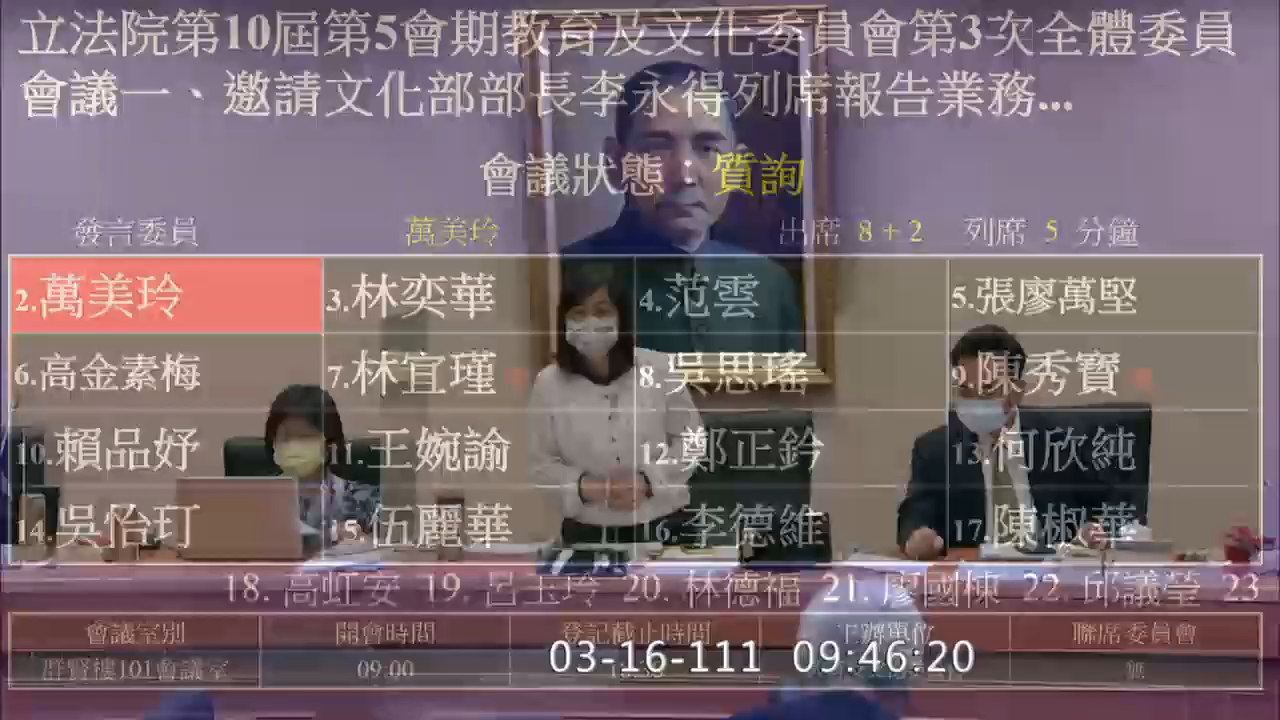 立法院第10屆第5會期教育及文化委員會第3次全體委員
會議一、邀請文化部部長李永得列席報告業務...
會議狀態：質詢
發言委員 萬美玲 出席 8+2 列席 5 分鐘
2.萬美玲 3.林奕華 4.范雲 5.張廖萬堅
6.高金素梅 7.林宜瑾 8.吳思瑤 9.陳秀寳
10.賴品妤 11.王婉諭 12.鄭正鈐 13.何欣純
14.吳怡玎 15.伍麗華 16.李德維 17.陳椒華
18. 高虹安 19. 呂玉玲 20. 林德福 21. 廖國棟 22. 邱議瑩 23
會議室別 開會時間 登記截止時間 主辦單位 聯席委員會
群賢樓101會議室 09:00 無
03-16-111 09:46:20